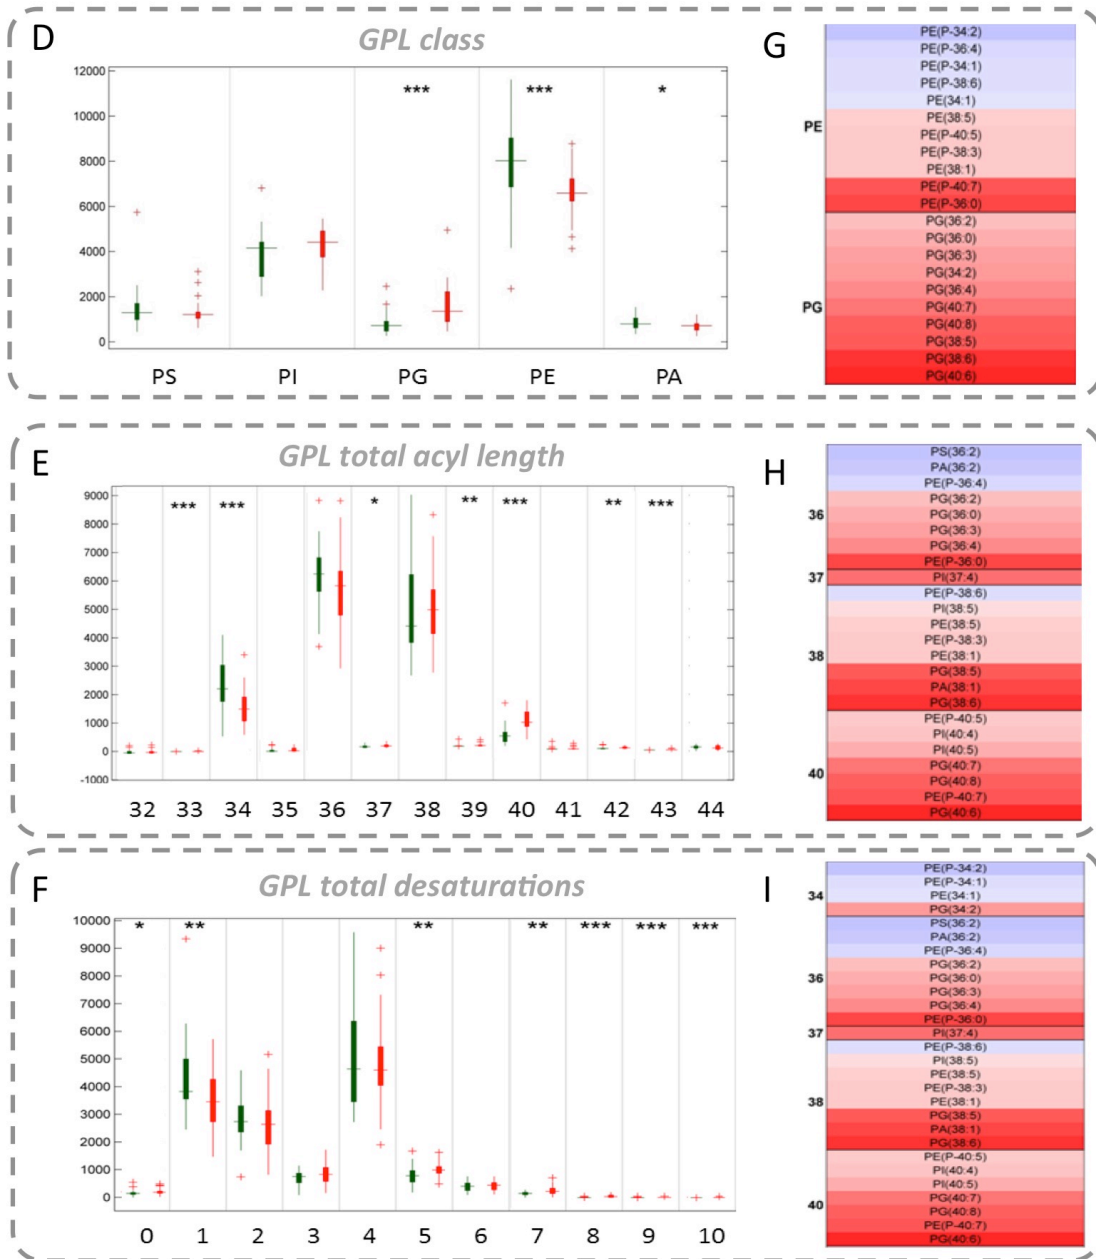 D
GPL class
12000
10000
8000
6000
4000
2000
0
*** *** *
PS PI PG PE PA
G
PE
PE(P-34:2)
PE(P-36:4)
PE(P-34:1)
PE(P-38:6)
PE(34:1)
PE(38:5)
PE(P-40:5)
PE(P-38:3)
PE(38:1)
PE(P-40:7)
PE(P-36:0)
PG
PG(36:2)
PG(36:0)
PG(36:3)
PG(34:2)
PG(36:4)
PG(40:7)
PG(40:8)
PG(38:5)
PG(38:6)
PG(40:6)
E
GPL total acyl length
9000
8000
7000
6000
5000
4000
3000
2000
1000
0
-1000
*** *** * ** *** ** ***
32 33 34 35 36 37 38 39 40 41 42 43 44
H
36
PS(36:2)
PA(36:2)
PE(P-36:4)
PG(36:2)
PG(36:0)
PG(36:3)
PG(36:4)
PE(P-36:0)
37
PI(37:4)
38
PE(P-38:6)
PI(38:5)
PE(38:5)
PE(P-38:3)
PE(38:1)
PG(38:5)
PA(38:1)
PG(38:6)
40
PE(P-40:5)
PI(40:4)
PI(40:5)
PG(40:7)
PG(40:8)
PE(P-40:7)
PG(40:6)
F
GPL total desaturations
10000
9000
8000
7000
6000
5000
4000
3000
2000
1000
0
* ** ** ** *** *** ***
0 1 2 3 4 5 6 7 8 9 10
I
34
PE(P-34:2)
PE(P-34:1)
PE(34:1)
PG(34:2)
36
PS(36:2)
PA(36:2)
PE(P-36:4)
PG(36:2)
PG(36:0)
PG(36:3)
PG(36:4)
PE(P-36:0)
37
PI(37:4)
38
PE(P-38:6)
PI(38:5)
PE(38:5)
PE(P-38:3)
PE(38:1)
PG(38:5)
PA(38:1)
PG(38:6)
40
PE(P-40:5)
PI(40:4)
PI(40:5)
PG(40:7)
PG(40:8)
PE(P-40:7)
PG(40:6)